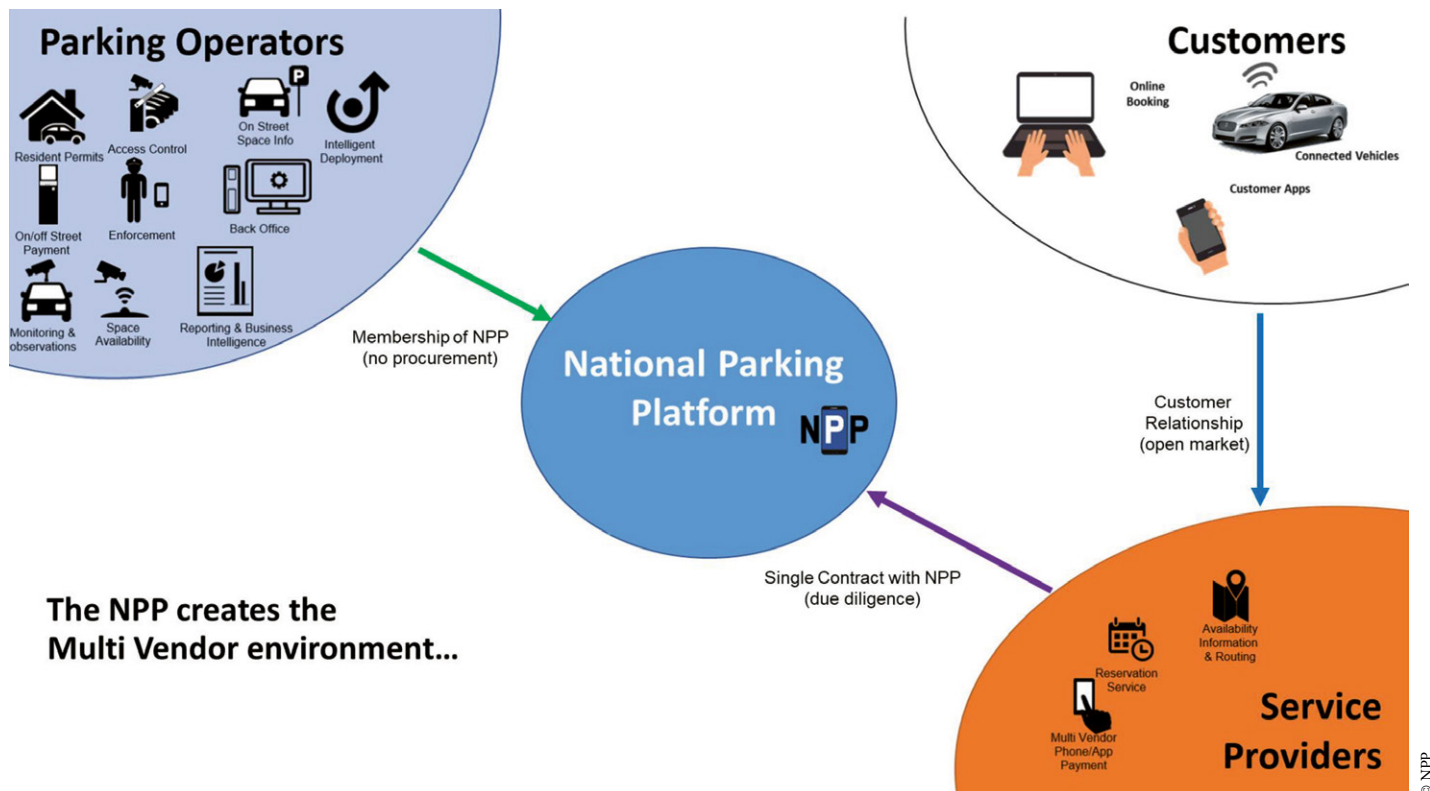 Parking Operators
Resident Permits
Access Control
P
On Street
Space Info
Intelligent
Deployment
On/off Street
Payment
Enforcement
Back Office
Monitoring &
observations
Space
Availability
Reporting & Business
Intelligence
Customers
Online
Booking
Connected Vehicles
Customer Apps
Membership of NPP
(no procurement)
National Parking
Platform
NPP
Customer
Relationship
(open market)
Single Contract with NPP
(due diligence)
The NPP creates the
Multi Vendor environment...
Availability
Information
& Routing
Reservation
Service
Multi Vendor
Phone/App
Payment
Service
Providers
© NPP